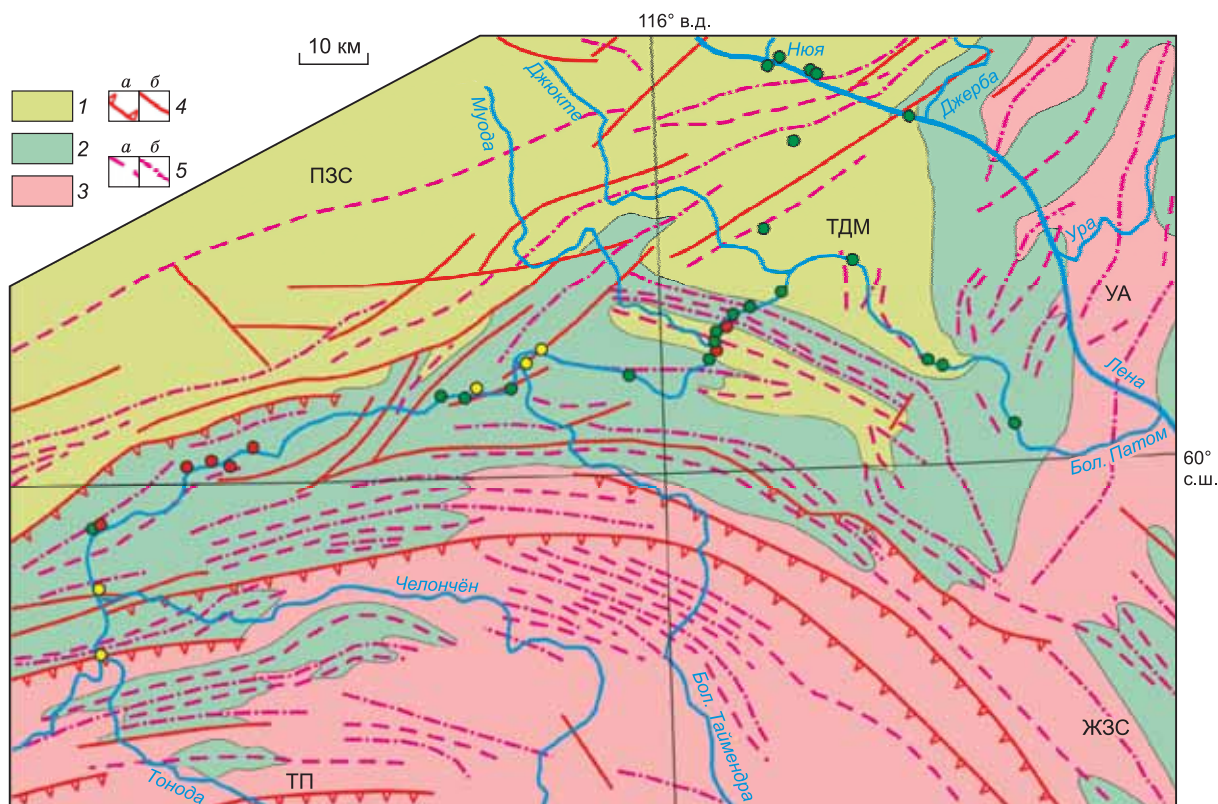 116° в.д.
10 км
Нюя
а б
1
4
2
а б
5
3
Джюкте
Муода
Джерба
ПЗС
ТДМ
Ура
УА
Лена
Бол. Патом
60°
с.ш.
Челончён
Бол. Таймендра
ЖЗС
ТП
Тонода